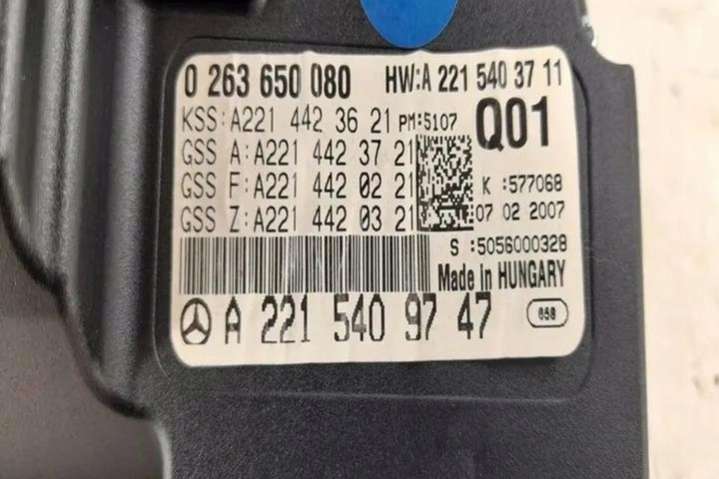 0 263 650 080 HW:A 221 540 37 11
KSS:A221 442 36 21 PM:5107 Q01
GSS A:A221 442 37 21
GSS F:A221 442 02 21 K :577068
GSS Z:A221 442 03 21 07 02 2007
S :5056000328
Made in HUNGARY
A 221 540 97 47 058